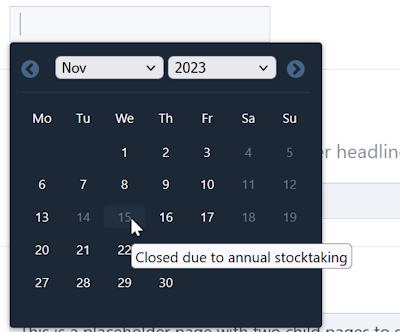 Nov 2023
Mo Tu We Th Fr Sa Su
1 2 3 4 5
6 7 8 9 10 11 12
13 14 15 16 17 18 19
20 21 22
27 28 29 30
Closed due to annual stocktaking
er headlin
This is a placeholder page with two child pages to s